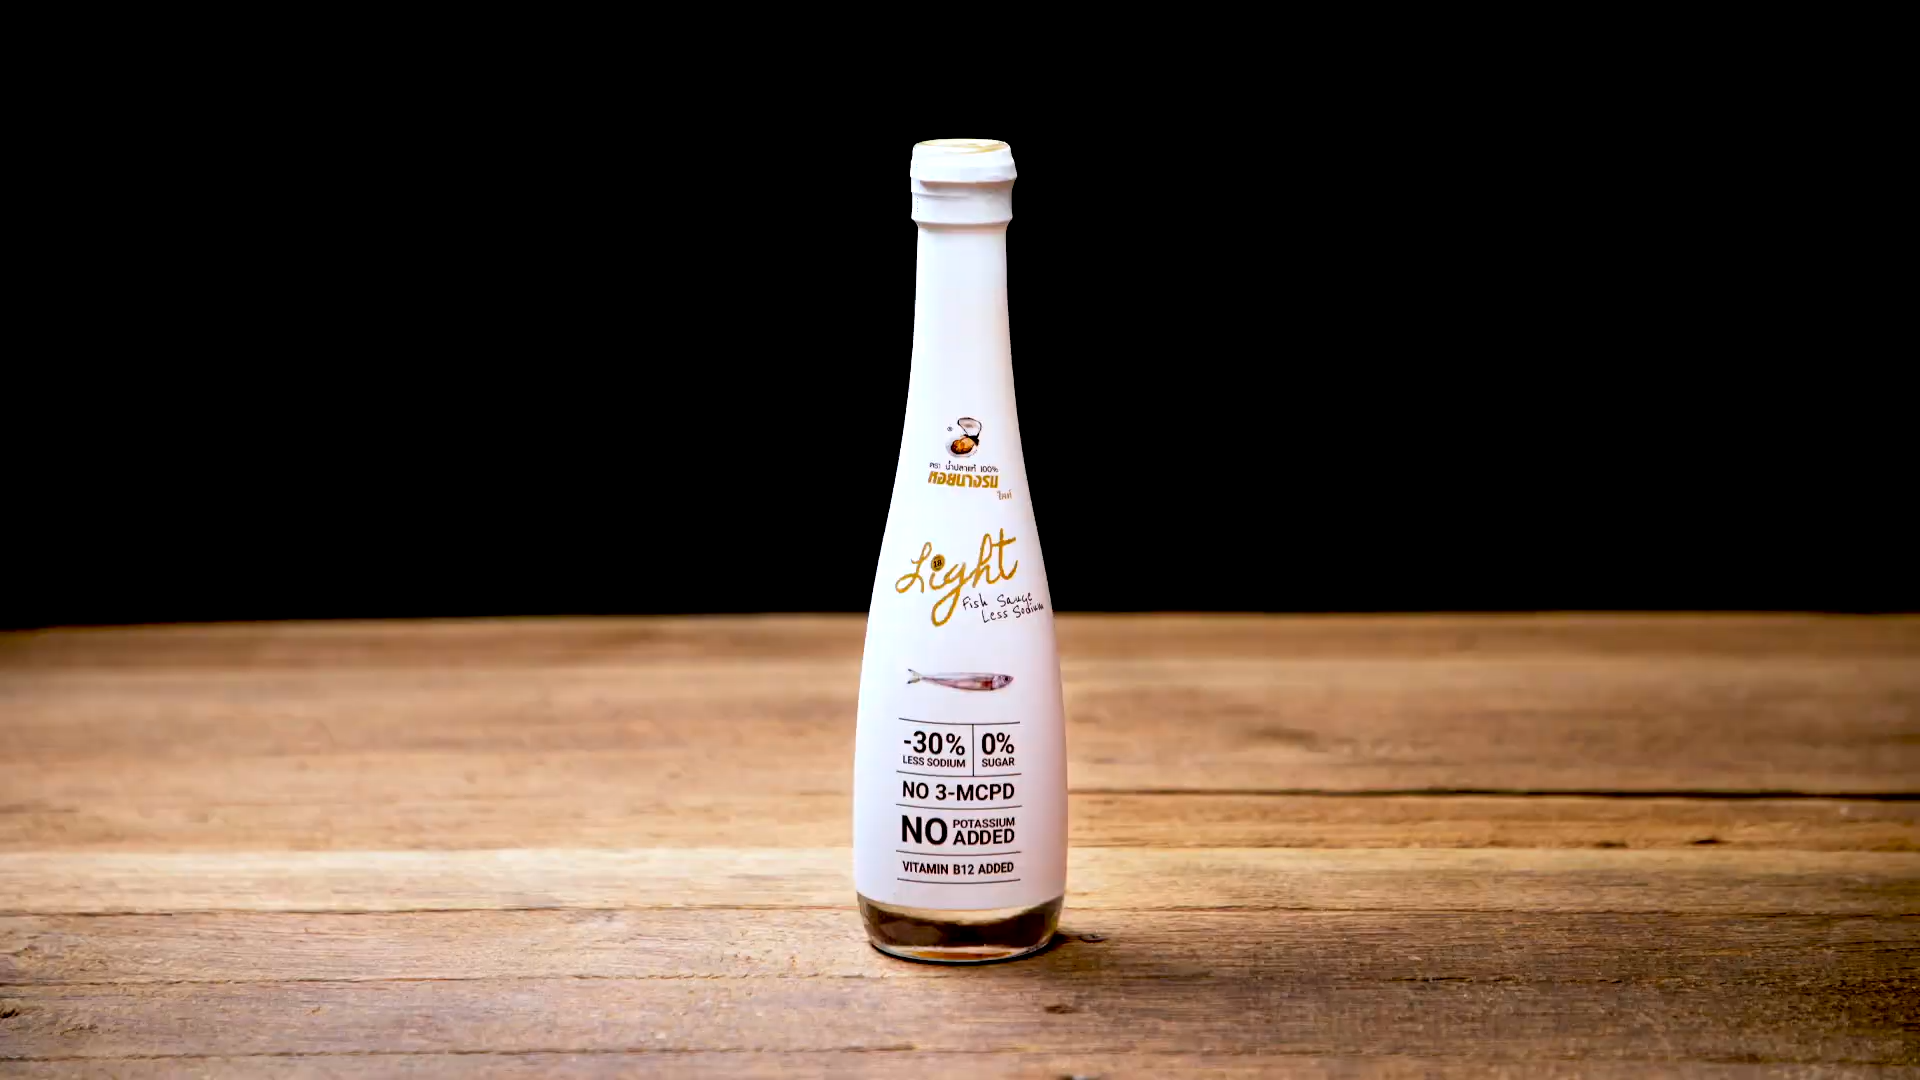 ®
ตรา น้ำปลาแท้ 100%
หอยนางรม
ไลท์
Light
18
Fish Sauce
Less Sodium
-30% 0%
LESS SODIUM SUGAR
NO 3-MCPD
NO POTASSIUM
ADDED
VITAMIN B12 ADDED